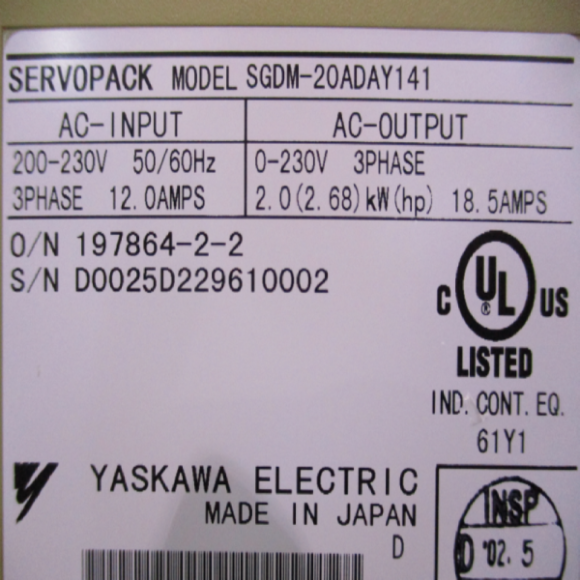 SERVOPACK MODEL SGDM-20ADAY141
AC-INPUT AC-OUTPUT
200-230V 50/60Hz 0-230V 3PHASE
3PHASE 12.0AMPS 2.0(2.68)kW(hp) 18.5AMPS
O/N 197864-2-2
S/N D0025D229610002
C UL® US
LISTED
IND. CONT. EQ.
61Y1
YASKAWA ELECTRIC
MADE IN JAPAN
D
INSP
D '02. 5